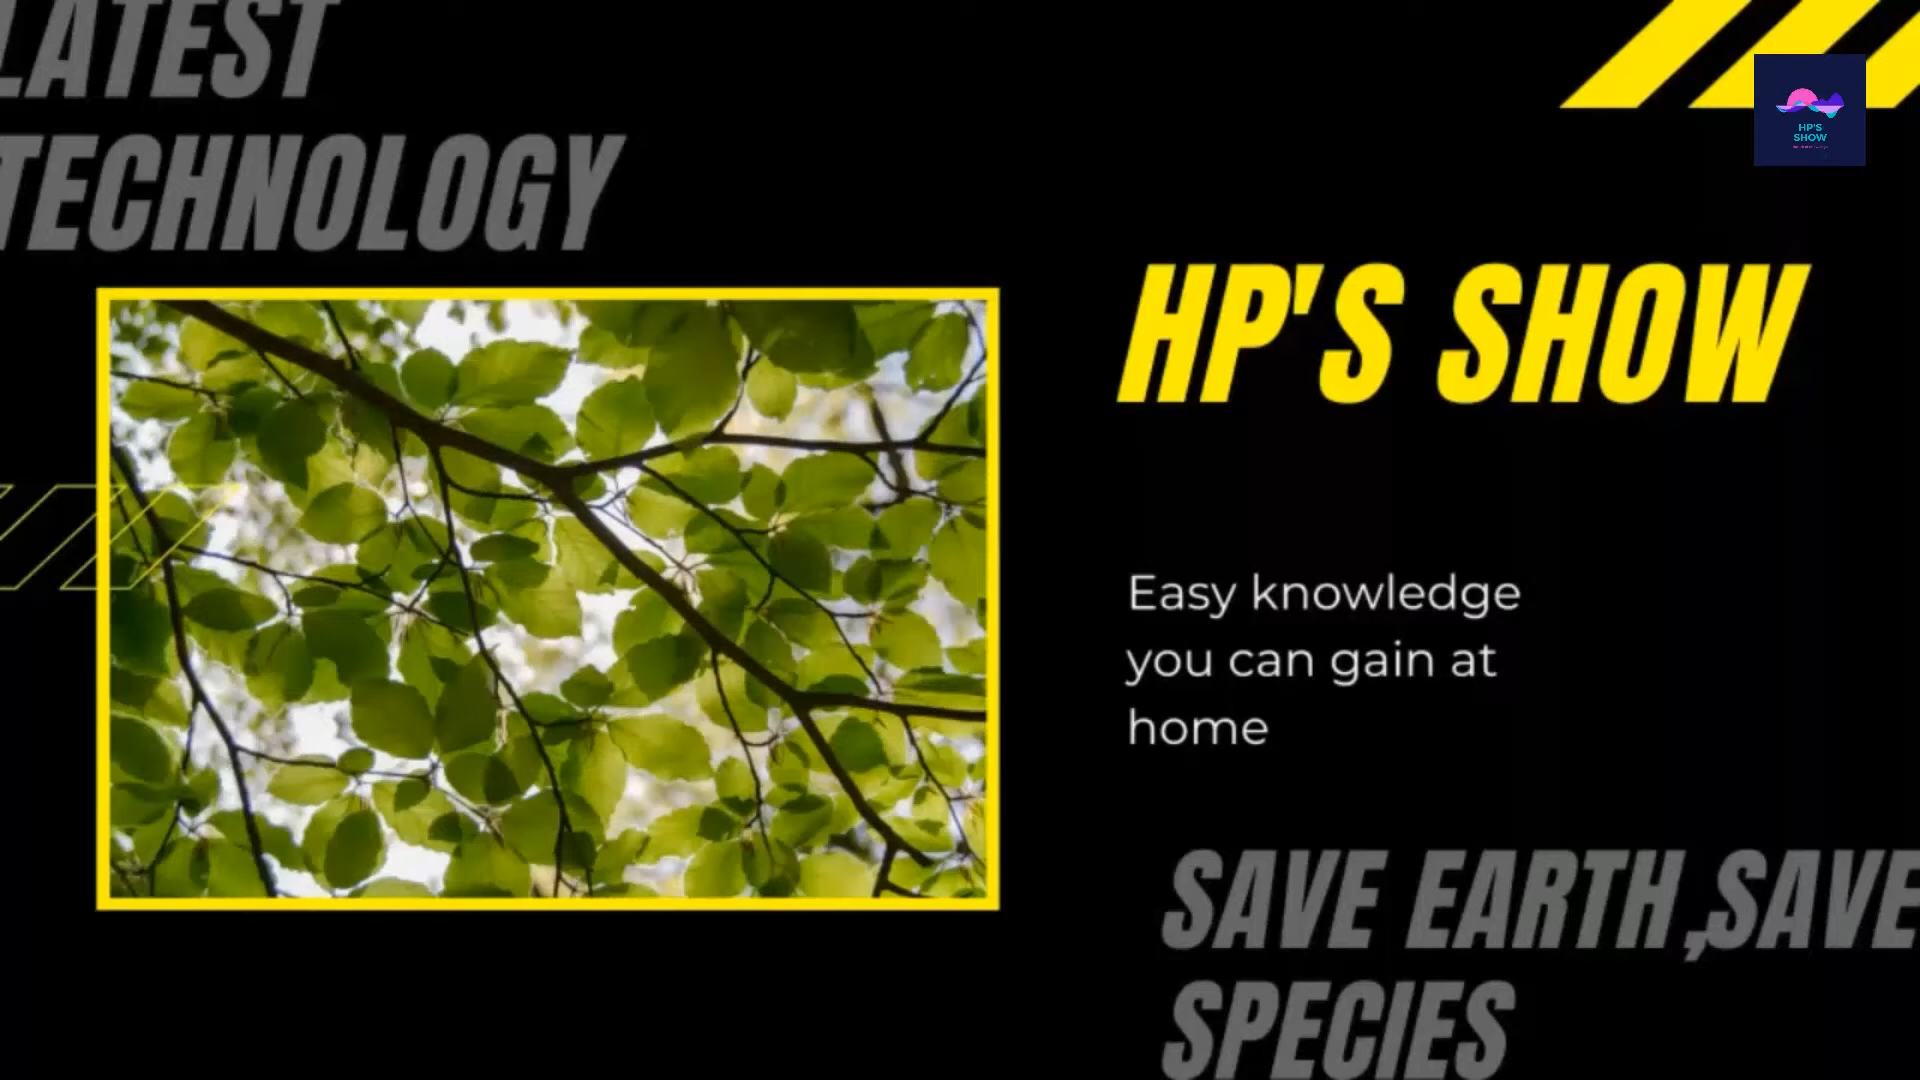 LATEST
TECHNOLOGY
HP'S
SHOW
HP'S SHOW
Easy knowledge
you can gain at
home
SAVE EARTH,SAVE
SPECIES